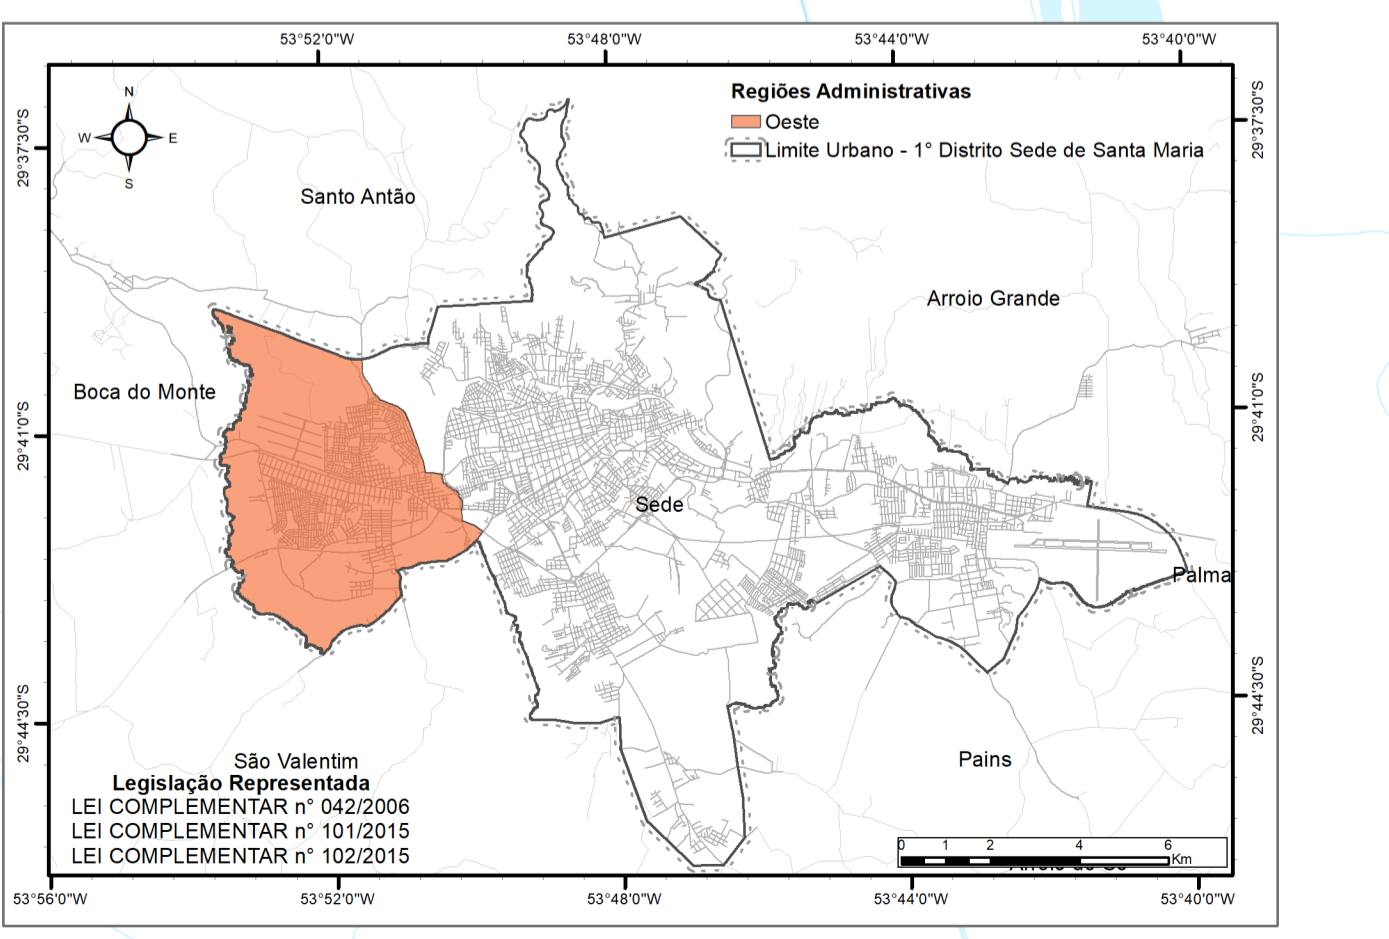 53°52'0"W
53°48'0"W
53°44'0"W
53°40'0"W
N
W
E
S
Regiões Administrativas
Oeste
Limite Urbano - 1° Distrito Sede de Santa Maria
29°37'30"S
29°37'30"S
Santo Antão
Arroio Grande
Boca do Monte
29°41'0"S
29°41'0"S
Sede
Palma
29°44'30"S
29°44'30"S
Pains
São Valentim
Legislação Representada
LEI COMPLEMENTAR n° 042/2006
LEI COMPLEMENTAR n° 101/2015
LEI COMPLEMENTAR n° 102/2015
0 1 2 4 6
Km
53°56'0"W
53°52'0"W
53°48'0"W
53°44'0"W
53°40'0"W